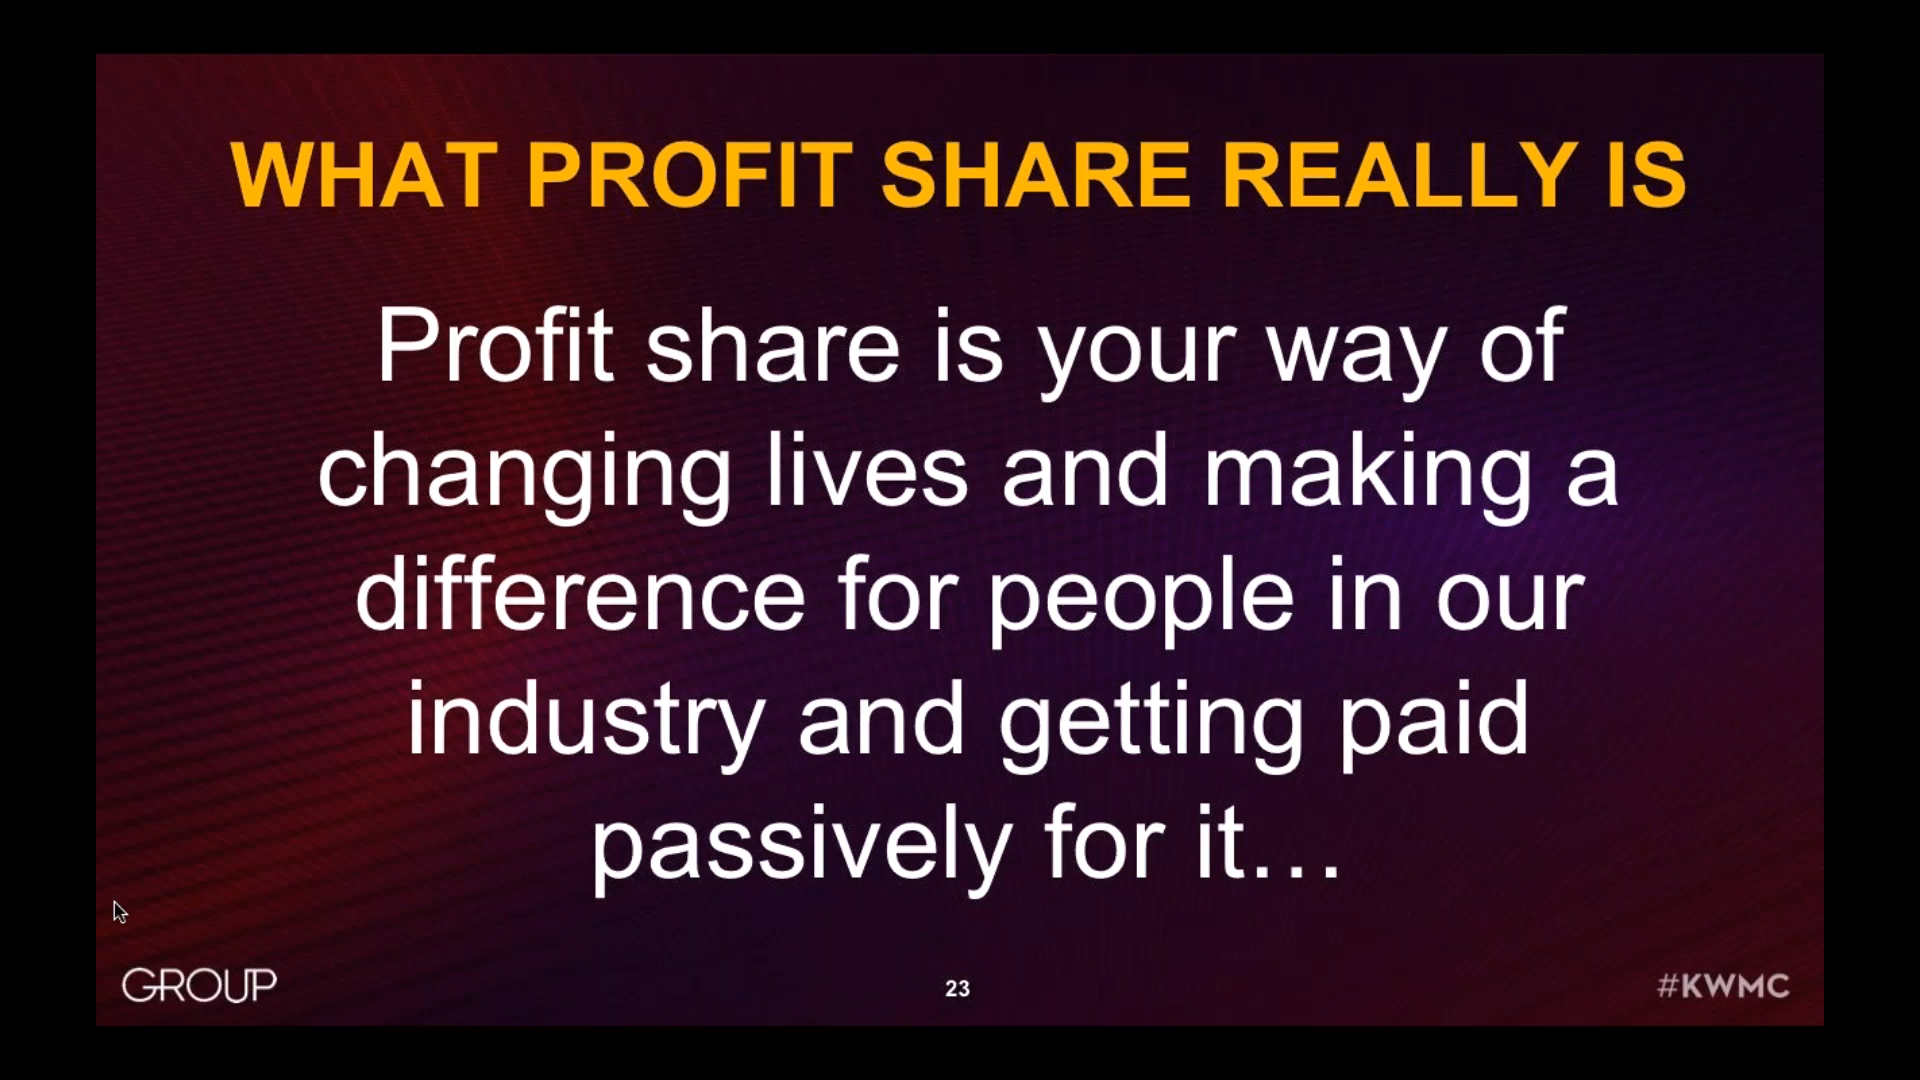 WHAT PROFIT SHARE REALLY IS
Profit share is your way of
changing lives and making a
difference for people in our
industry and getting paid
passively for it…
GROUP
23
#KWMC